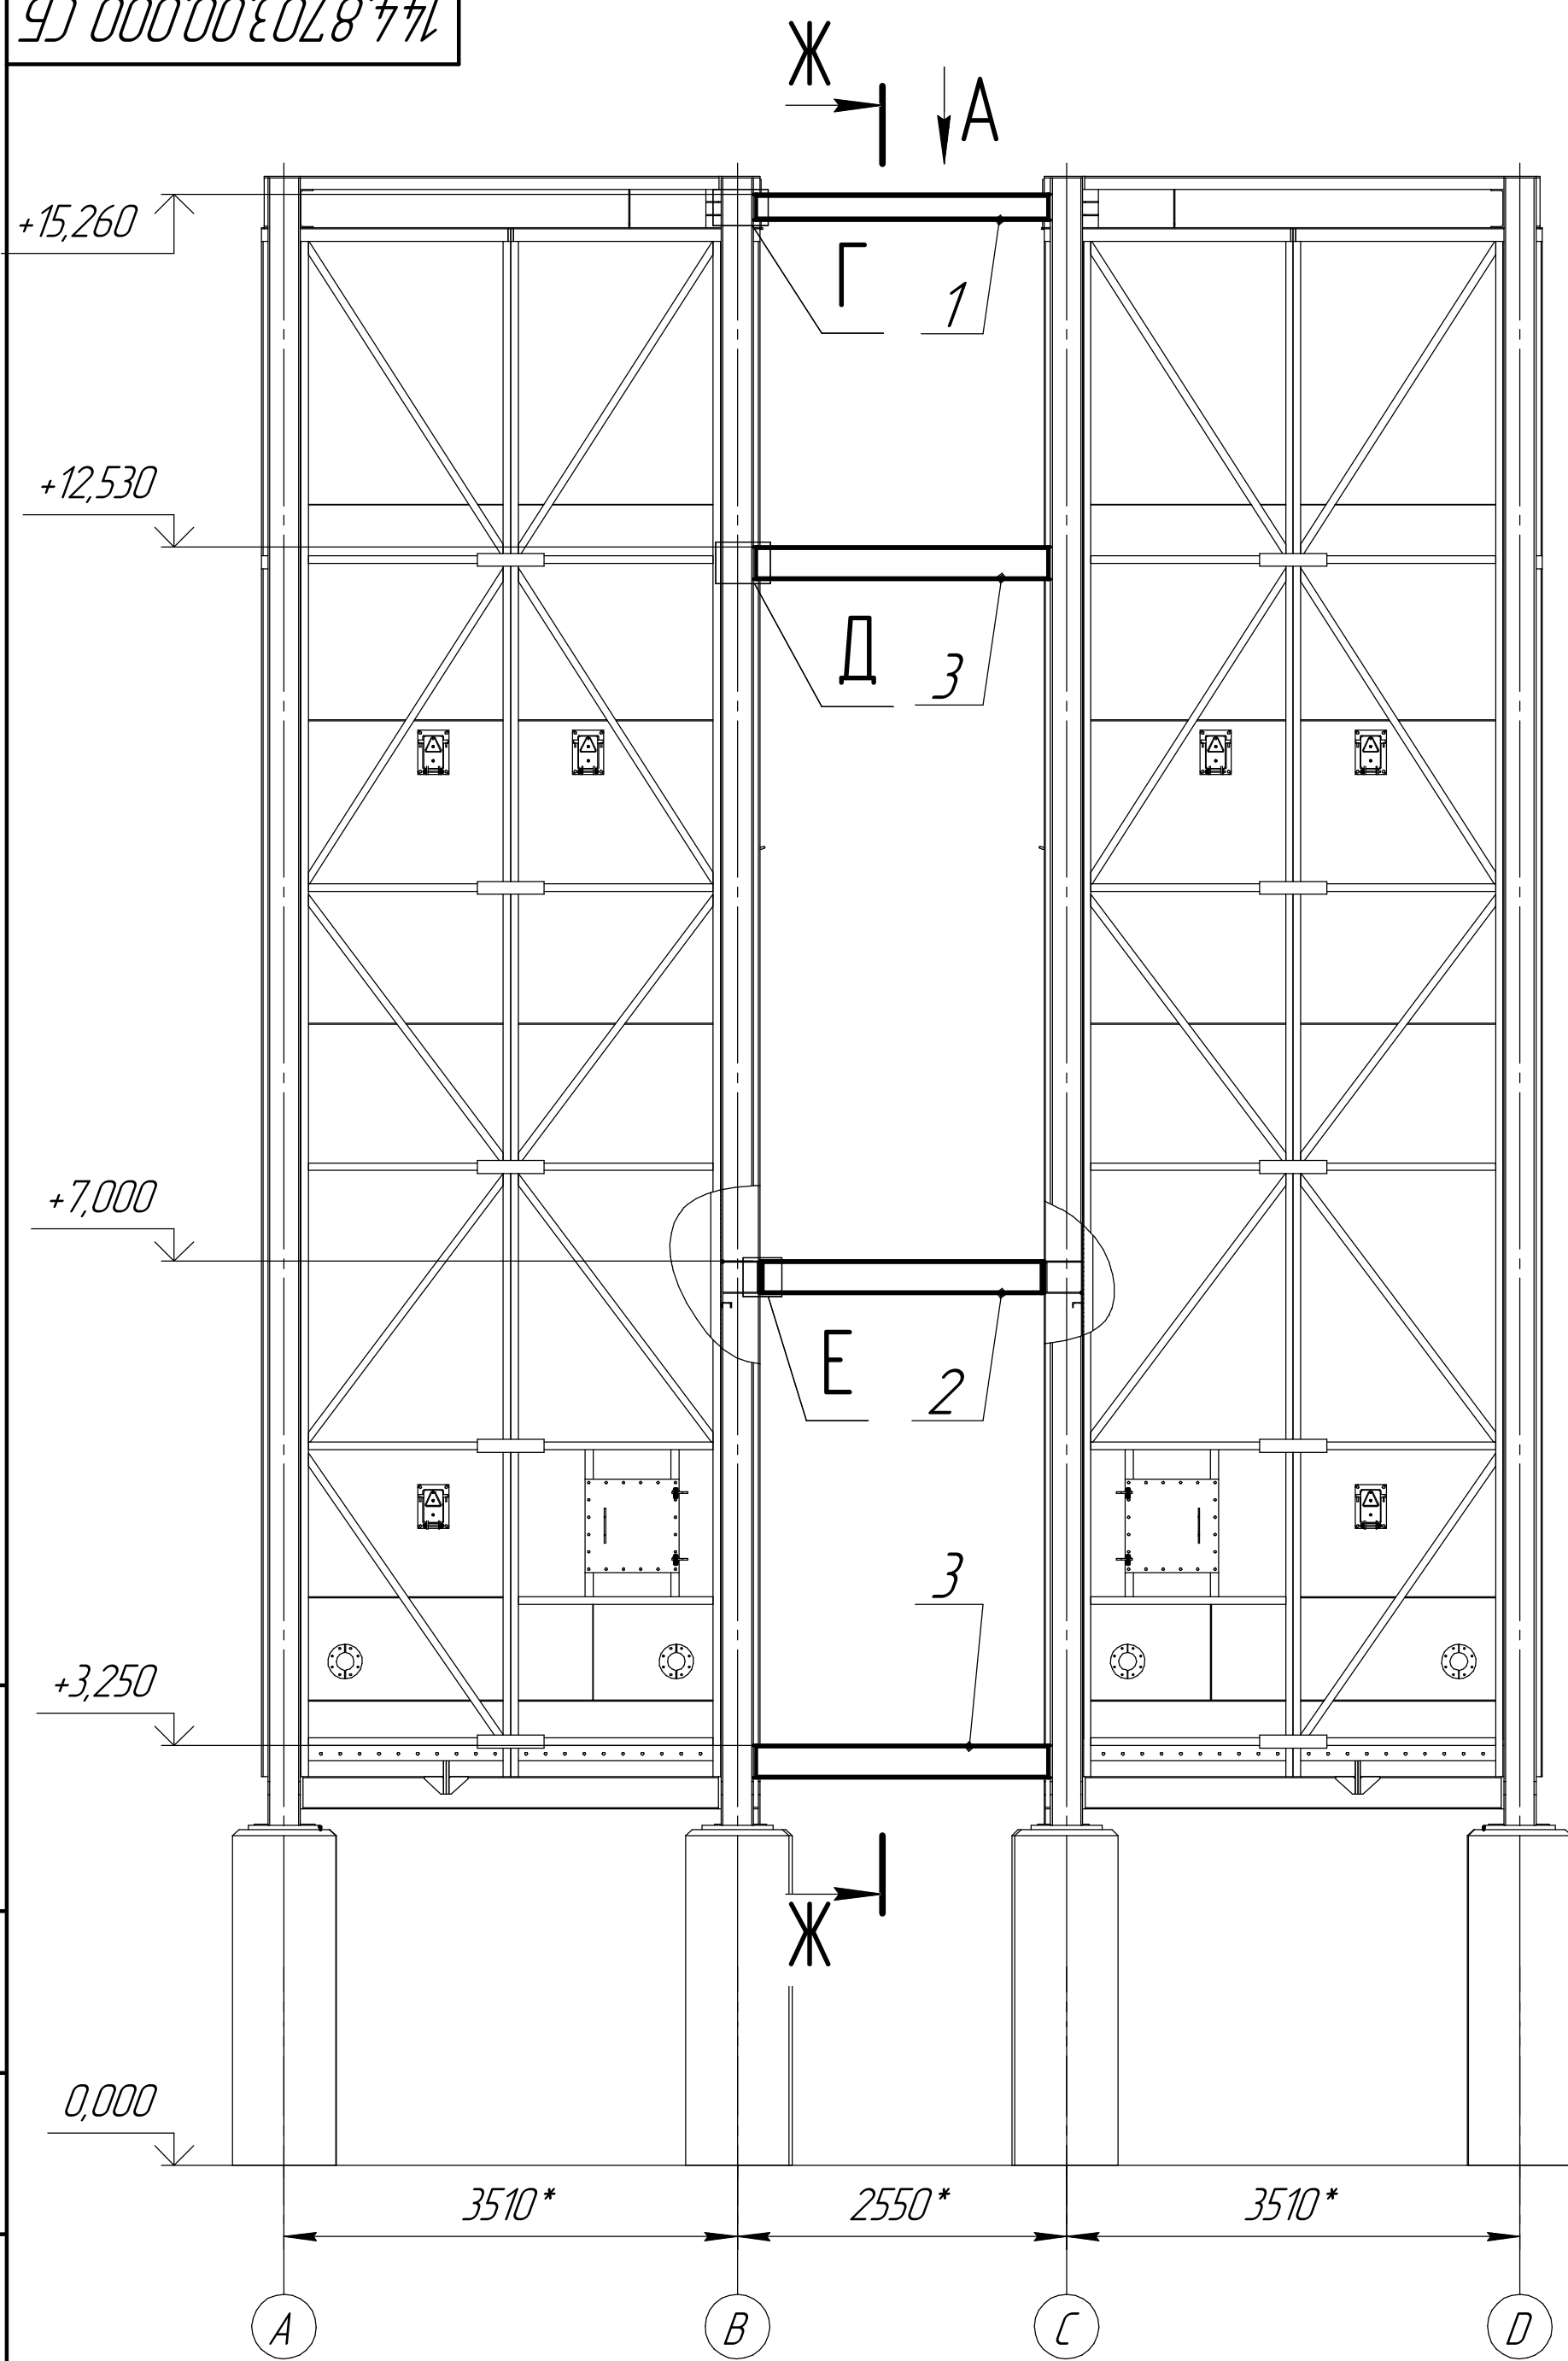 144.8703.00.000 СБ
Ж
А
+15,260
Г
1
+12,530
Д
3
+7,000
Е
2
3
+3,250
Ж
0,000
3510*
2550*
3510*
A
B
C
D